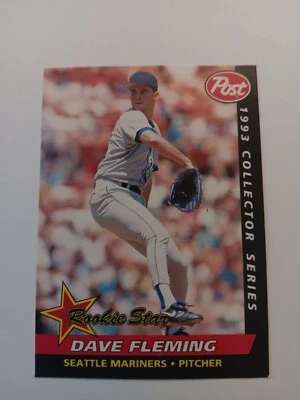 Post
1993 COLLECTOR SERIES
Rookie Star
DAVE FLEMING
SEATTLE MARINERS • PITCHER